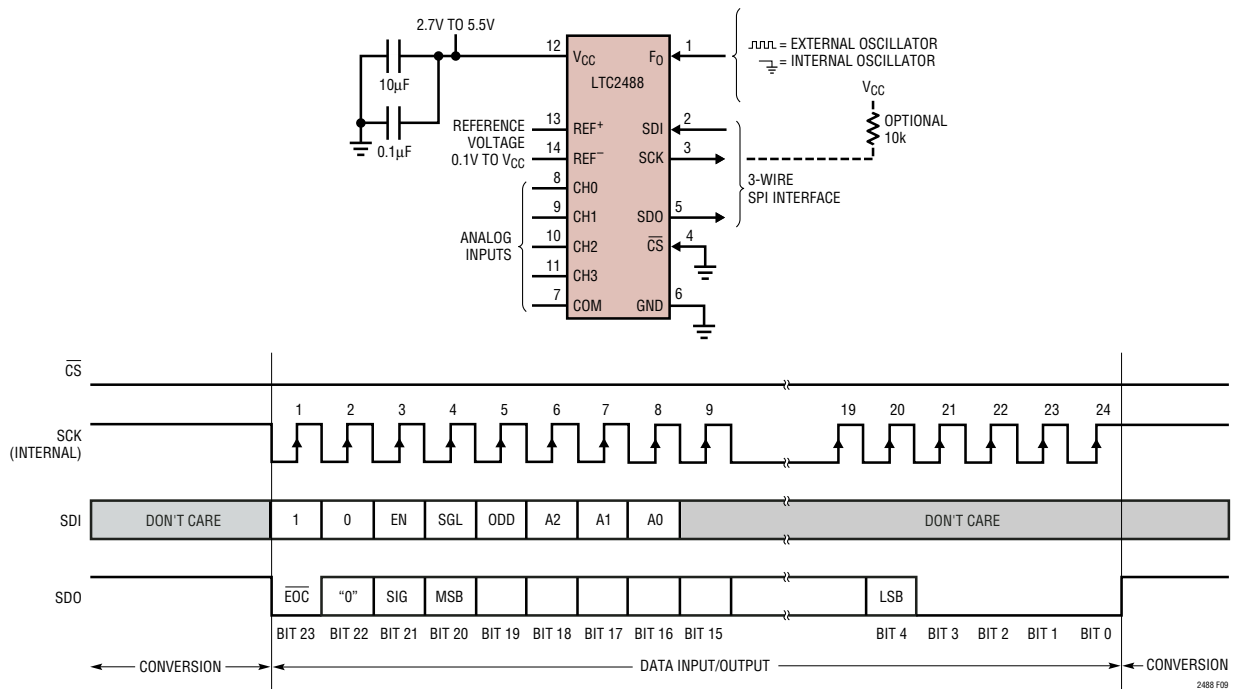 2.7V TO 5.5V
10µF
0.1µF
REFERENCE
VOLTAGE
0.1V TO VCC
ANALOG
INPUTS
12
13
14
8
9
10
11
7
VCC
REF+
REF–
CH0
CH1
CH2
CH3
COM
LTC2488
FO
SDI
SCK
SDO
CS
GND
1
2
3
5
4
6
= EXTERNAL OSCILLATOR
= INTERNAL OSCILLATOR
VCC
OPTIONAL
10k
3-WIRE
SPI INTERFACE
CS
SCK
(INTERNAL)
1 2 3 4 5 6 7 8 9 19 20 21 22 23 24
SDI
DON'T CARE 1 0 EN SGL ODD A2 A1 A0 DON'T CARE
SDO
EOC "0" SIG MSB LSB
BIT 23 BIT 22 BIT 21 BIT 20 BIT 19 BIT 18 BIT 17 BIT 16 BIT 15 BIT 4 BIT 3 BIT 2 BIT 1 BIT 0
CONVERSION DATA INPUT/OUTPUT CONVERSION
2488 F09